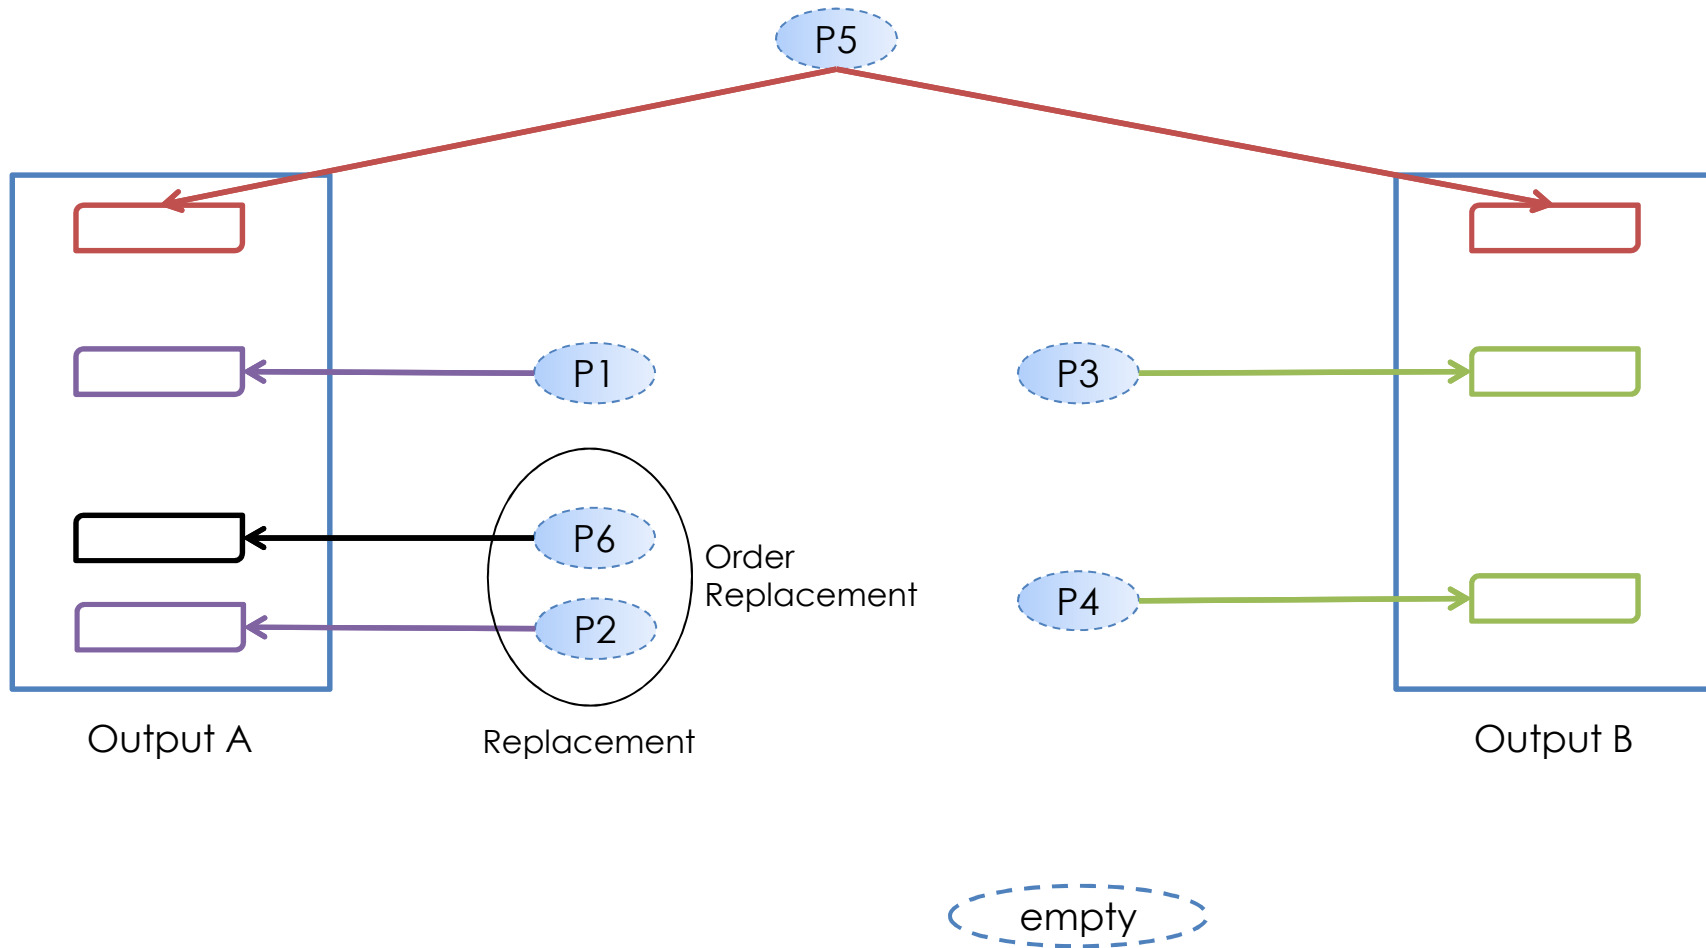 P5
P1
P3
P6
Order
Replacement
P4
P2
Output A
Replacement
Output B
empty